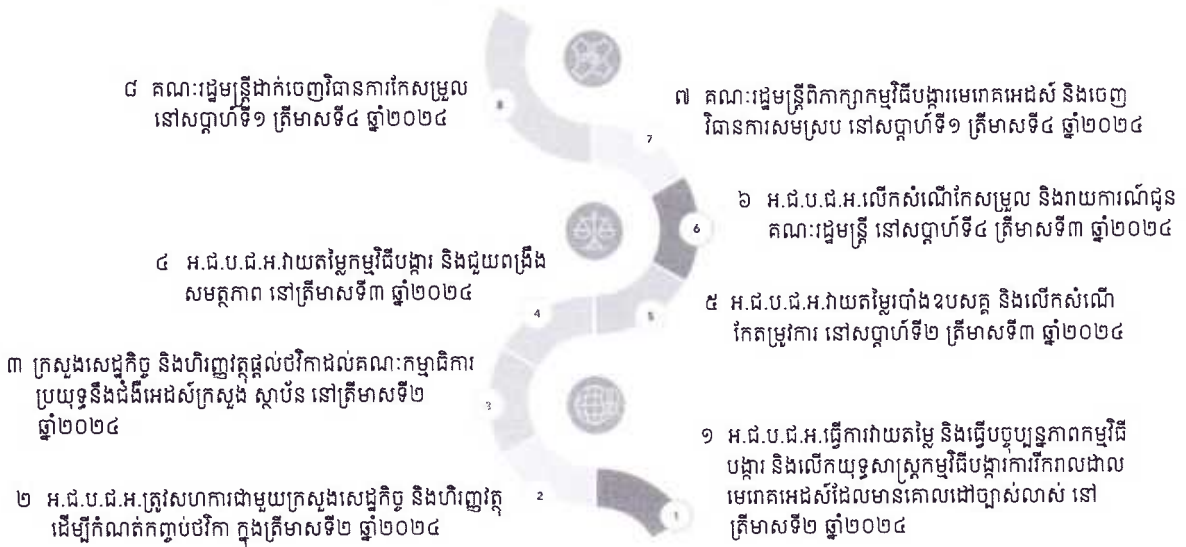 ៨ គណៈរដ្ឋមន្ត្រីដាក់ចេញវិធានការកែសម្រួល
នៅសប្តាហ៍ទី១ ត្រីមាសទី៤ ឆ្នាំ២០២៤
៧ គណៈរដ្ឋមន្ត្រីពិភាក្សាកម្មវិធីបង្ការមេរោគអេដស៍ និងចេញ
វិធានការសមស្រប នៅសប្តាហ៍ទី១ ត្រីមាសទី៤ ឆ្នាំ២០២៤
៦ អ.ជ.ប.ជ.អ.លើកសំណើកែសម្រួល និងរាយការណ៍ជូន
គណៈរដ្ឋមន្ត្រី នៅសប្តាហ៍ទី៤ ត្រីមាសទី៣ ឆ្នាំ២០២៤
៤ អ.ជ.ប.ជ.អ.វាយតម្លៃកម្មវិធីបង្ការ និងជួយពង្រឹង
សមត្ថភាព នៅត្រីមាសទី៣ ឆ្នាំ២០២៤
៥ អ.ជ.ប.ជ.អ.វាយតម្លៃរបាំងឧបសគ្គ និងលើកសំណើ
កែតម្រូវការ នៅសប្តាហ៍ទី២ ត្រីមាសទី៣ ឆ្នាំ២០២៤
៣ ក្រសួងសេដ្ឋកិច្ច និងហិរញ្ញវត្ថុផ្តល់ថវិកាដល់គណៈកម្មាធិការ
ប្រយុទ្ធនឹងជំងឺអេដស៍ក្រសួង ស្ថាប័ន នៅត្រីមាសទី២
ឆ្នាំ២០២៤
១ អ.ជ.ប.ជ.អ.ធ្វើការវាយតម្លៃ និងធ្វើបច្ចុប្បន្នភាពកម្មវិធី
បង្ការ និងលើកយុទ្ធសាស្ត្រកម្មវិធីបង្ការការរីករាលដាល
មេរោគអេដស៍ដែលមានគោលដៅច្បាស់លាស់ នៅ
ត្រីមាសទី២ ឆ្នាំ២០២៤
២ អ.ជ.ប.ជ.អ.ត្រូវសហការជាមួយក្រសួងសេដ្ឋកិច្ច និងហិរញ្ញវត្ថុ
ដើម្បីកំណត់កញ្ចប់ថវិកា ក្នុងត្រីមាសទី២ ឆ្នាំ២០២៤
8
7
6
5
4
3
2
1